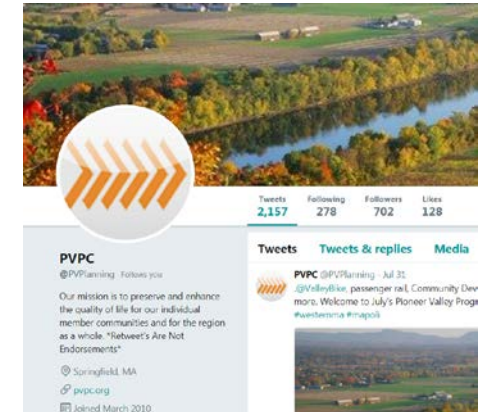 Tweets Following Followers Likes
2,157 278 702 128
PVPC
@PVPlanning Follows you
Our mission is to preserve and enhance
the quality of life for our individual
member communities and for the region
as a whole. *Retweet's Are Not
Endorsements*
Springfield, MA
pvpc.org
Joined March 2010
Tweets Tweets & replies Media
PVPC @PVPlanning · Jul 31
.@ValleyBike, passenger rail, Community Dev
more. Welcome to July's Pioneer Valley Progr
#westernma #mapoli